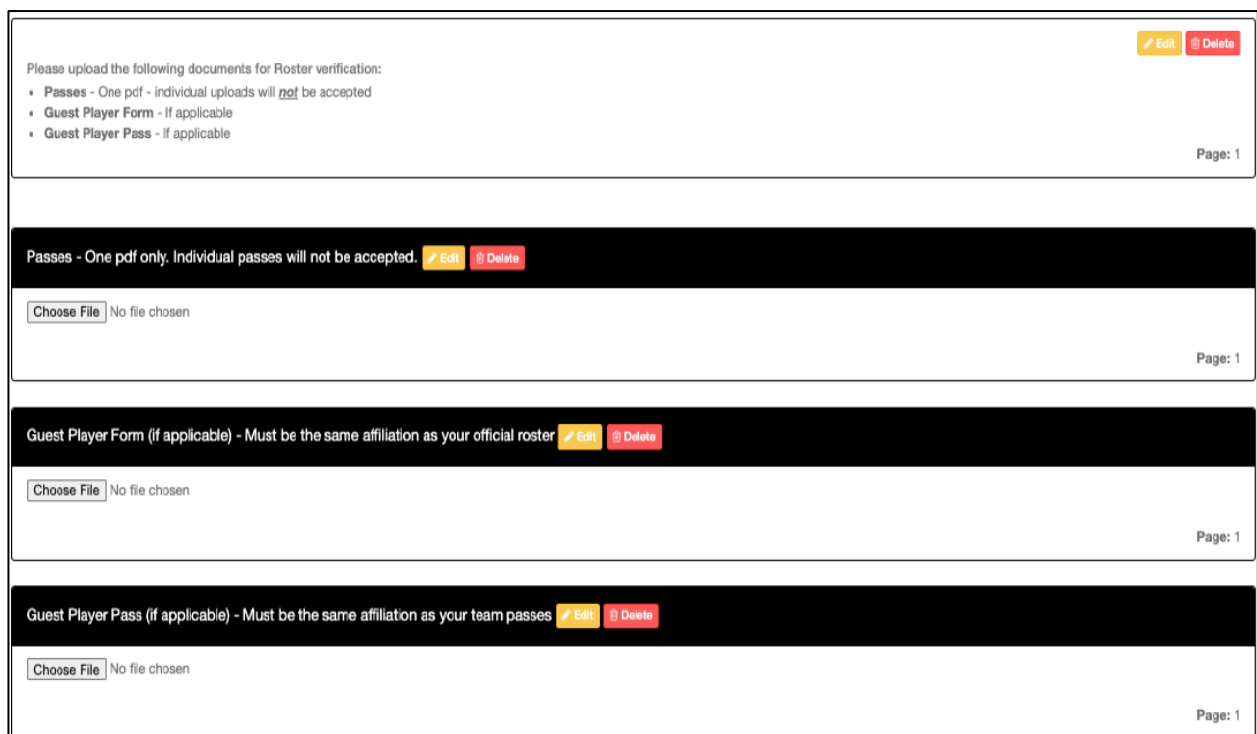 Edit Delete
Please upload the following documents for Roster verification:
• Passes - One pdf - individual uploads will not be accepted
• Guest Player Form - If applicable
• Guest Player Pass - If applicable
Page: 1
Passes - One pdf only. Individual passes will not be accepted. Edit Delete
Choose File No file chosen
Page: 1
Guest Player Form (if applicable) - Must be the same affiliation as your official roster Edit Delete
Choose File No file chosen
Page: 1
Guest Player Pass (if applicable) - Must be the same affiliation as your team passes Edit Delete
Choose File No file chosen
Page: 1